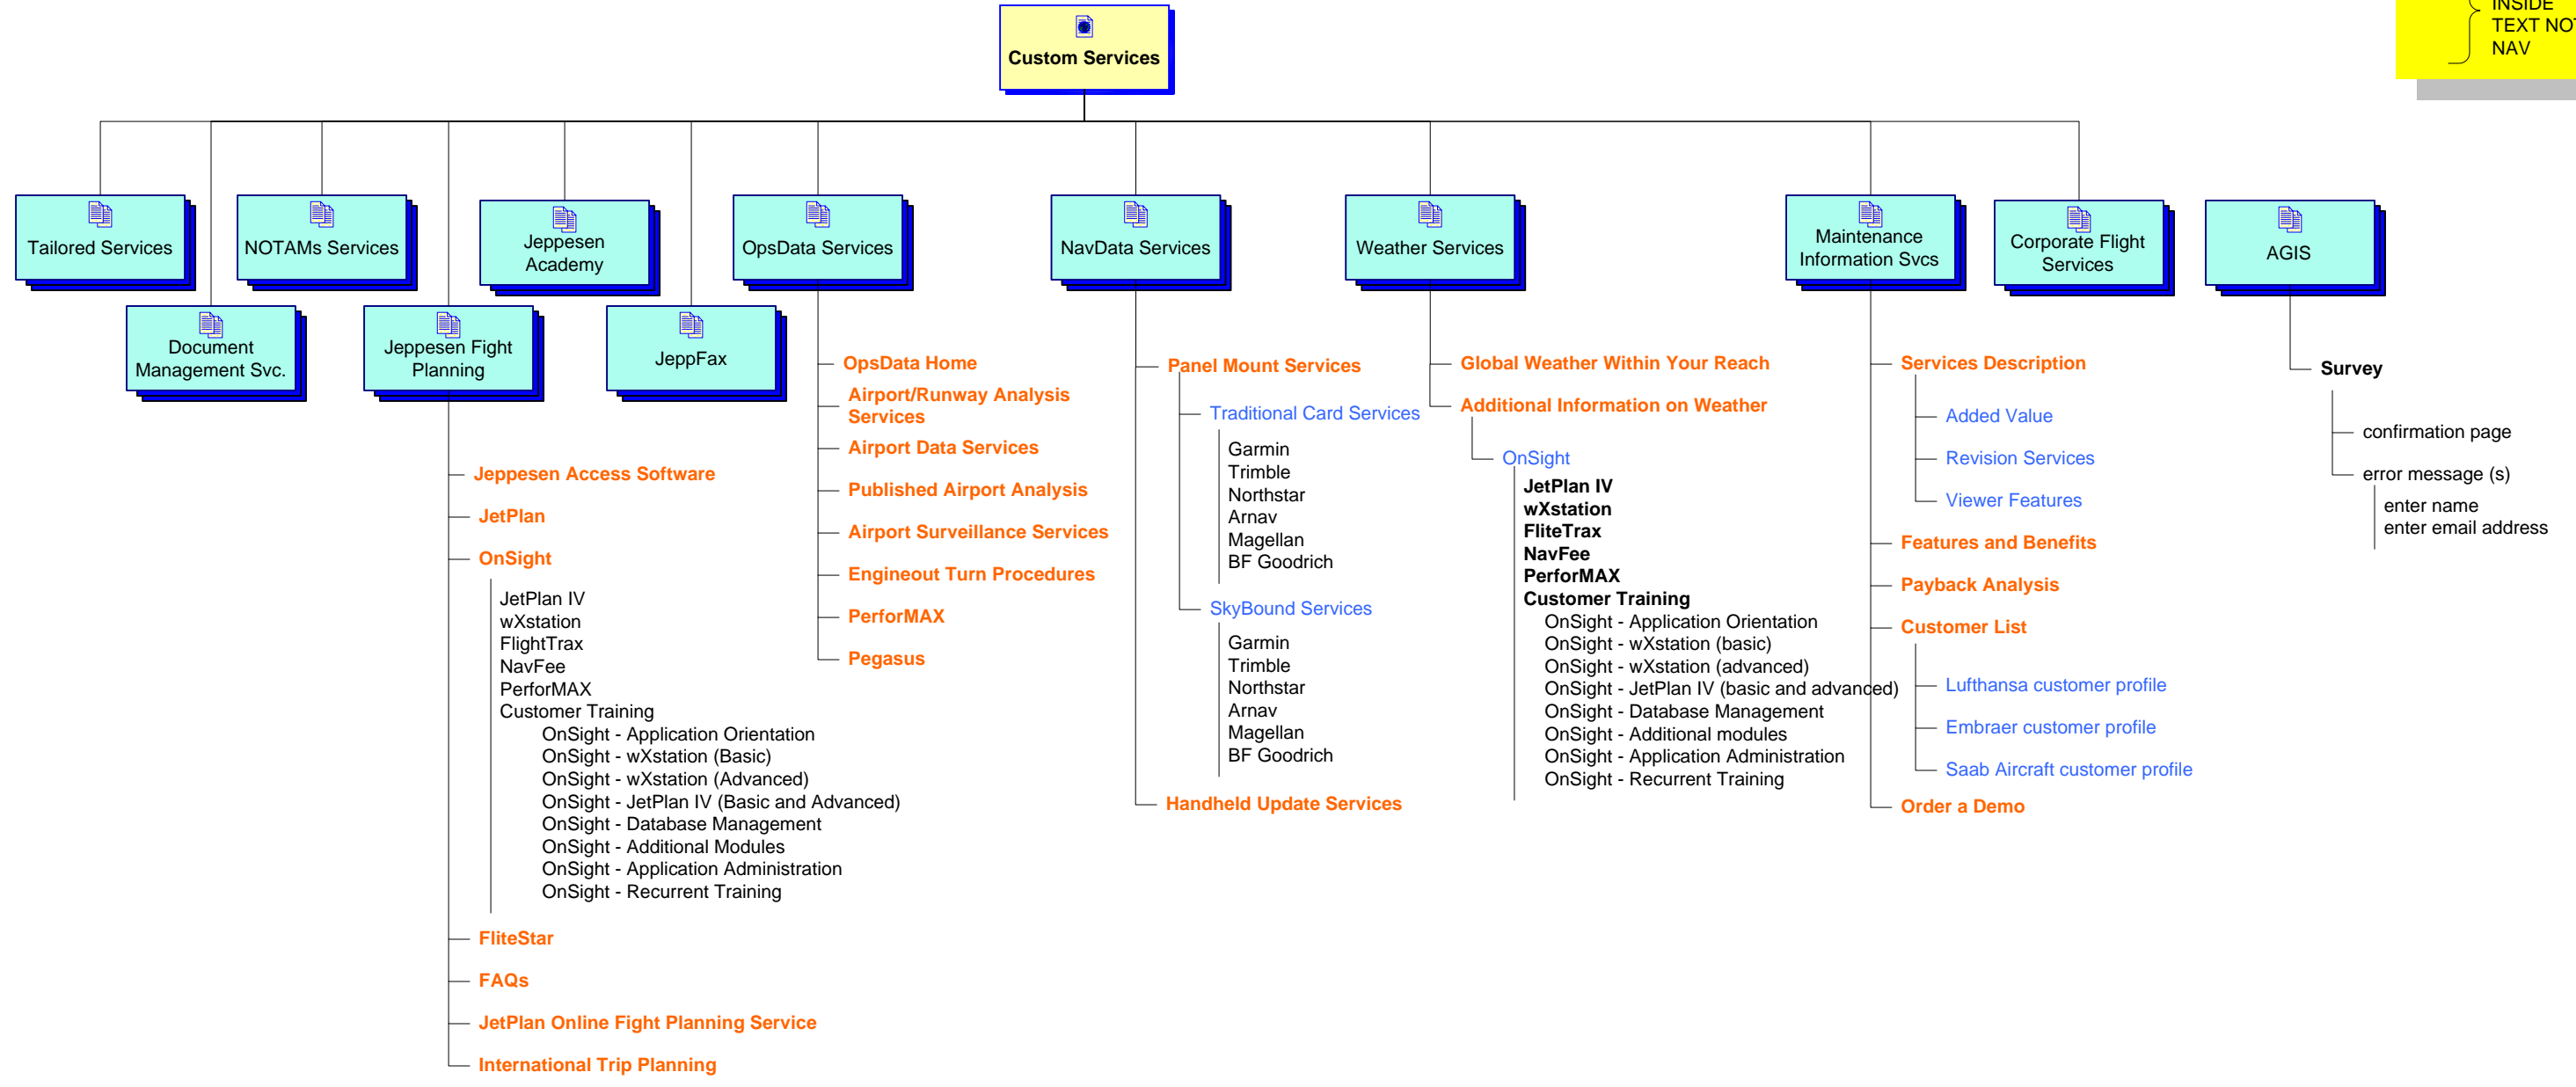 INSIDE
TEXT NOT
NAV
Custom Services
Tailored Services
NOTAMs Services
Jeppesen
Academy
OpsData Services
NavData Services
Weather Services
Maintenance
Information Svcs
Corporate Flight
Services
AGIS
Document
Management Svc.
Jeppesen Fight
Planning
JeppFax
Jeppesen Access Software
JetPlan
OnSight
JetPlan IV
wXstation
FlightTrax
NavFee
PerforMAX
Customer Training
OnSight - Application Orientation
OnSight - wXstation (Basic)
OnSight - wXstation (Advanced)
OnSight - JetPlan IV (Basic and Advanced)
OnSight - Database Management
OnSight - Additional Modules
OnSight - Application Administration
OnSight - Recurrent Training
FliteStar
FAQs
JetPlan Online Fight Planning Service
International Trip Planning
OpsData Home
Airport/Runway Analysis
Services
Airport Data Services
Published Airport Analysis
Airport Surveillance Services
Engineout Turn Procedures
PerforMAX
Pegasus
Panel Mount Services
Traditional Card Services
Garmin
Trimble
Northstar
Arnav
Magellan
BF Goodrich
SkyBound Services
Garmin
Trimble
Northstar
Arnav
Magellan
BF Goodrich
Handheld Update Services
Global Weather Within Your Reach
Additional Information on Weather
OnSight
JetPlan IV
wXstation
FliteTrax
NavFee
PerforMAX
Customer Training
OnSight - Application Orientation
OnSight - wXstation (basic)
OnSight - wXstation (advanced)
OnSight - JetPlan IV (basic and advanced)
OnSight - Database Management
OnSight - Additional modules
OnSight - Application Administration
OnSight - Recurrent Training
Services Description
Added Value
Revision Services
Viewer Features
Features and Benefits
Payback Analysis
Customer List
Lufthansa customer profile
Embraer customer profile
Saab Aircraft customer profile
Order a Demo
Survey
confirmation page
error message (s)
enter name
enter email address